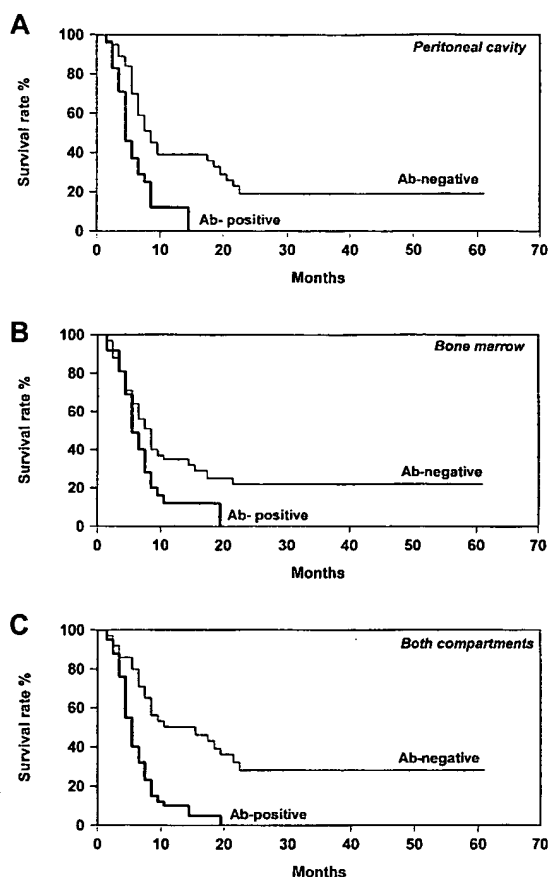 A
Peritoneal cavity
Survival rate %
100
80
60
40
20
0
Ab-negative
Ab- positive
0 10 20 30 40 50 60 70
Months
B
Bone marrow
Survival rate %
100
80
60
40
20
0
Ab-negative
Ab- positive
0 10 20 30 40 50 60 70
Months
C
Both compartments
Survival rate %
100
80
60
40
20
0
Ab-negative
Ab-positive
0 10 20 30 40 50 60 70
Months